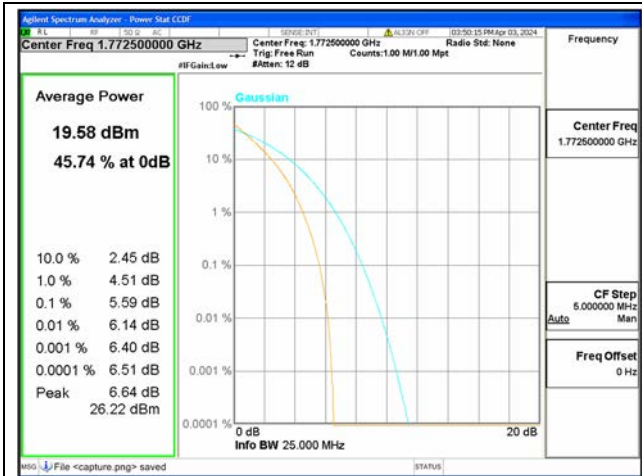 Agilent Spectrum Analyzer - Power Stat CCDF
RL RF 50 Ω AC SENSE:INT ALIGN OFF 03:50:15 PM Apr 03, 2024
Center Freq 1.772500000 GHz
Center Freq: 1.772500000 GHz Radio Std: None
Trig: Free Run Counts:1.00 M/1.00 Mpt
#IFGain:Low #Atten: 12 dB
Frequency
Average Power
19.58 dBm
45.74 % at 0dB
10.0 % 2.45 dB
1.0 % 4.51 dB
0.1 % 5.59 dB
0.01 % 6.14 dB
0.001 % 6.40 dB
0.0001 % 6.51 dB
Peak 6.64 dB
26.22 dBm
Gaussian
100 %
10 %
1 %
0.1 %
0.01 %
0.001 %
0.0001 %
0 dB 20 dB
Info BW 25.000 MHz
Center Freq
1.772500000 GHz
CF Step
5.000000 MHz
Auto Man
Freq Offset
0 Hz
MSG File <capture.png> saved STATUS